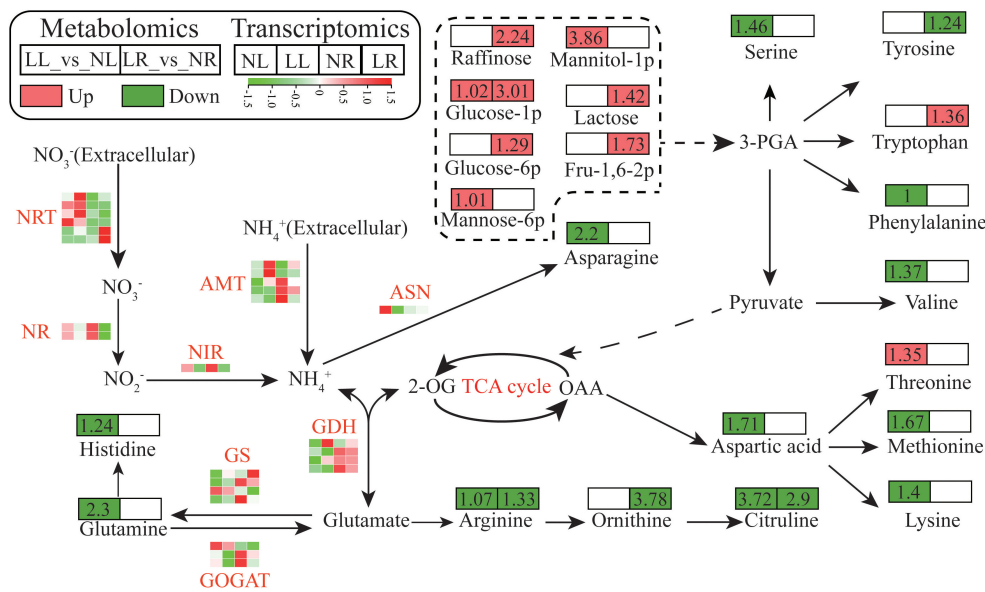 Metabolomics
Transcriptomics
LL_vs_NL LR_vs_NR
NL LL NR LR
Up Down
-1.5 -1.0 -0.5 0 0.5 1.0 1.5
2.24
Raffinose
3.86
Mannitol-1p
1.02 3.01
Glucose-1p
1.42
Lactose
1.29
Glucose-6p
1.73
Fru-1,6-2p
1.01
Mannose-6p
1.46
Serine
1.24
Tyrosine
3-PGA
1.36
Tryptophan
1
Phenylalanine
NO₃⁻(Extracellular)
NRT
NH₄⁺(Extracellular)
AMT
2.2
Asparagine
ASN
NO₃⁻
NR
NIR
NO₂⁻
NH₄⁺
Pyruvate
1.37
Valine
2-OG TCA cycle OAA
1.35
Threonine
1.71
Aspartic acid
1.67
Methionine
1.4
Lysine
1.24
Histidine
GS
GDH
2.3
Glutamine
GOGAT
Glutamate
1.07 1.33
Arginine
3.78
Ornithine
3.72 2.9
Citruline